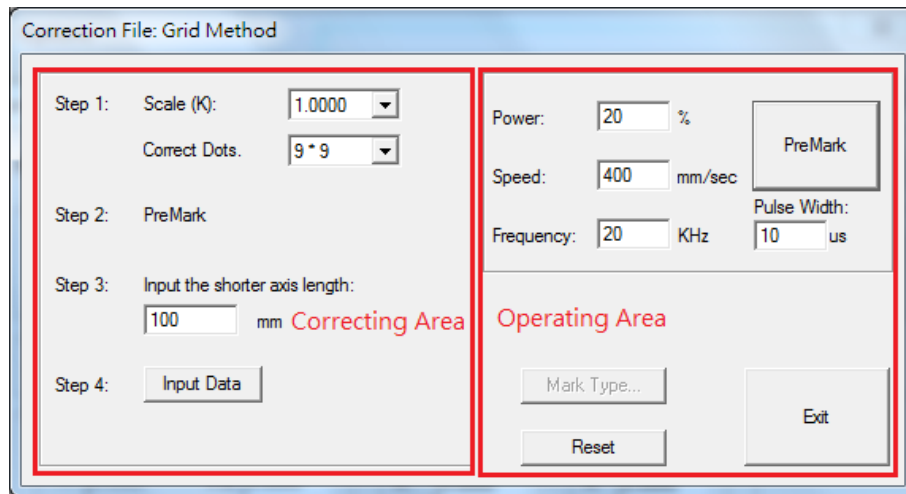 Correction File: Grid Method
Step 1: Scale (K): 1.0000
Correct Dots. 9 * 9
Step 2: PreMark
Step 3: Input the shorter axis length:
100 mm Correcting Area
Step 4: Input Data
Power: 20 %
PreMark
Speed: 400 mm/sec
Pulse Width:
Frequency: 20 KHz 10 us
Operating Area
Mark Type...
Exit
Reset